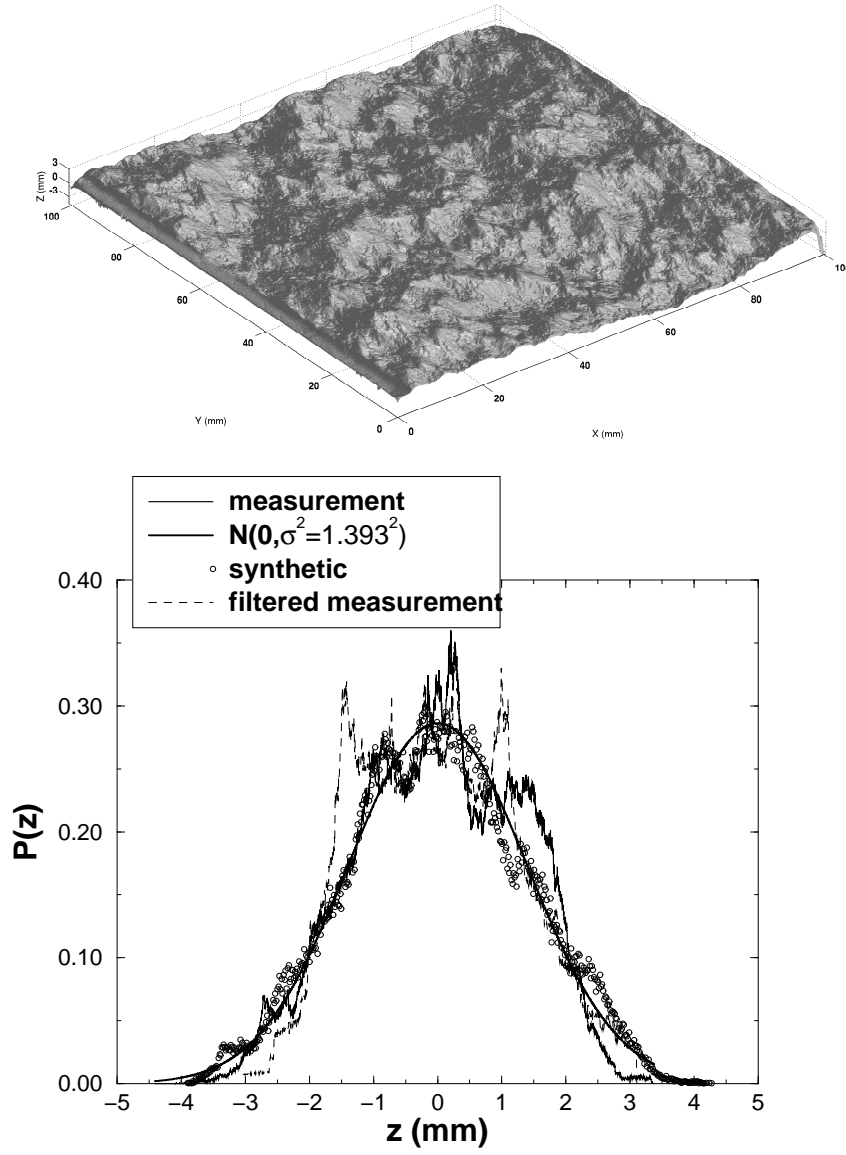 3
0
-3
Z (mm)
100
80
60
40
20
0
Y (mm)
0
20
40
60
80
10
X (mm)
measurement
N(0,σ²=1.393²)
synthetic
filtered measurement
0.40
0.30
0.20
0.10
0.00
P(z)
−5 −4 −3 −2 −1 0 1 2 3 4 5
z (mm)